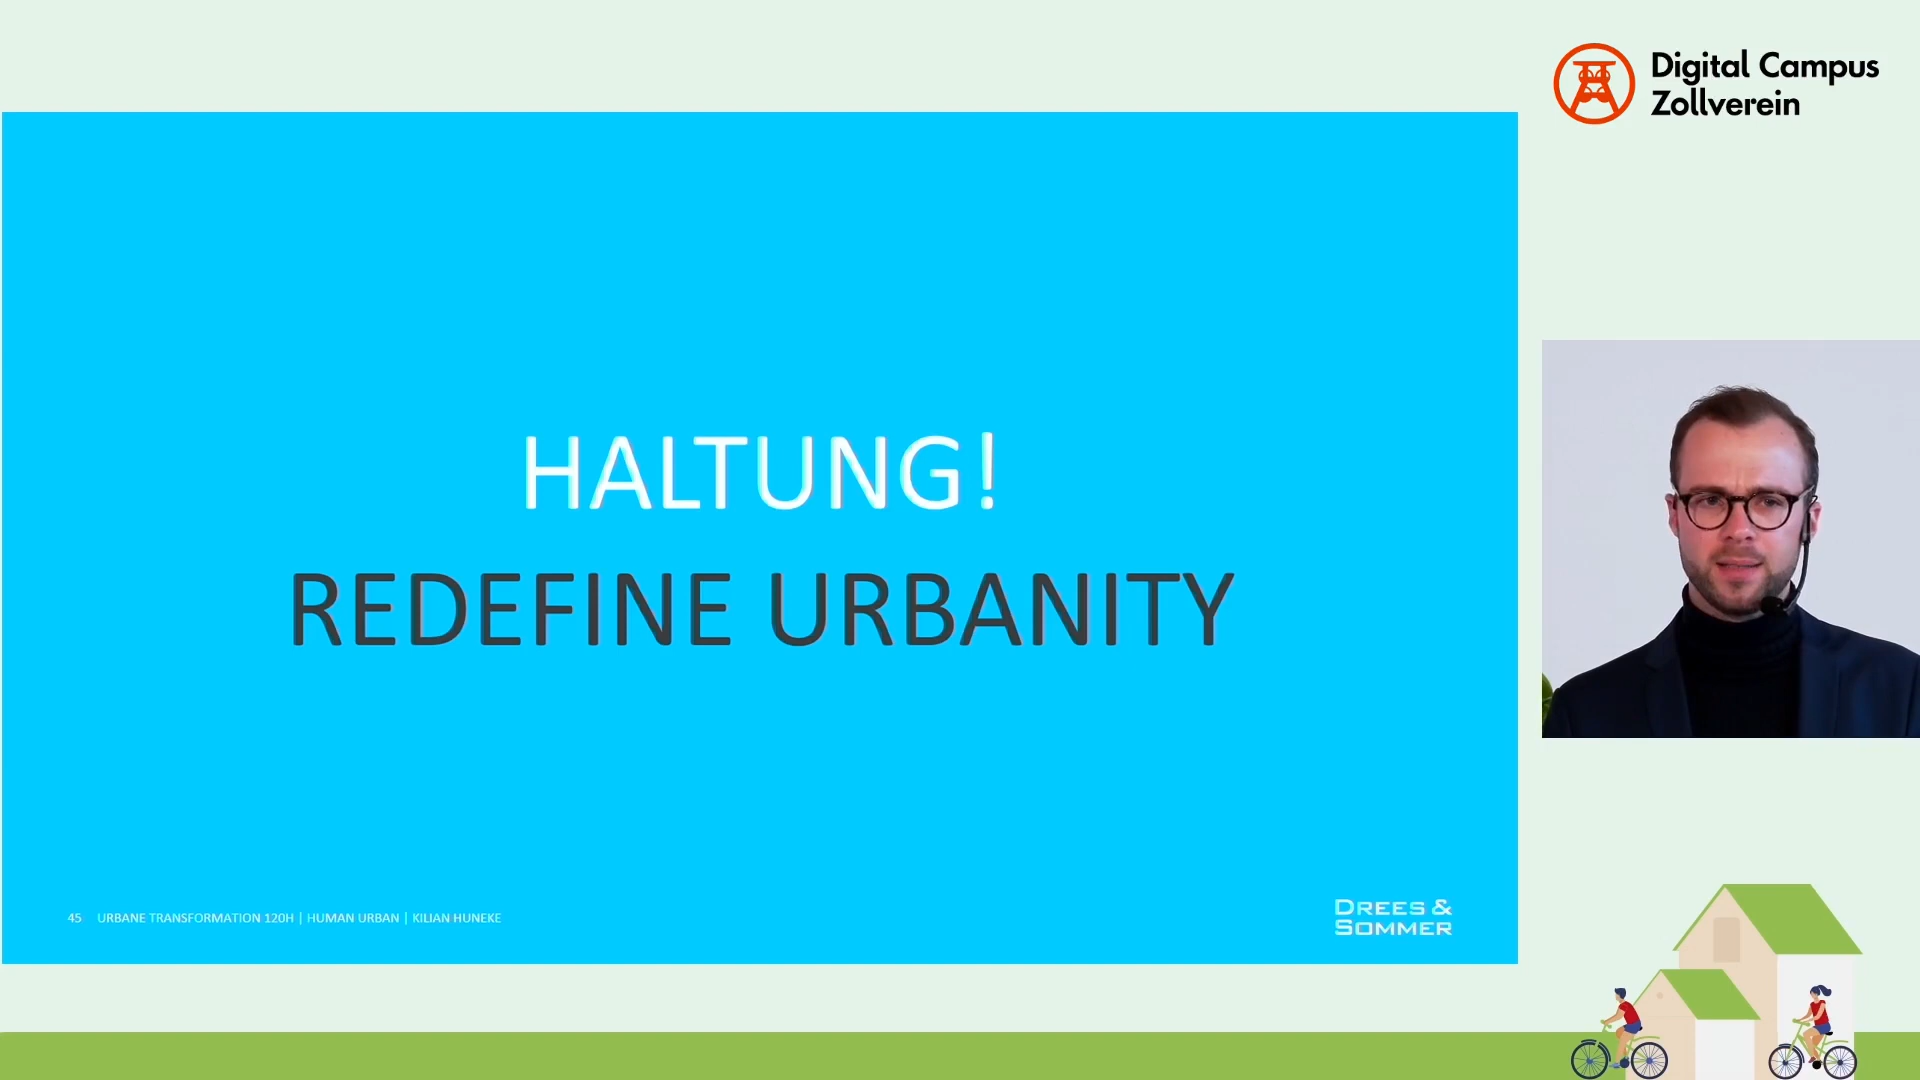 Digital Campus
Zollverein
HALTUNG!
REDEFINE URBANITY
45 URBANE TRANSFORMATION 120H | HUMAN URBAN | KILIAN HUNEKE
DREES &
SOMMER